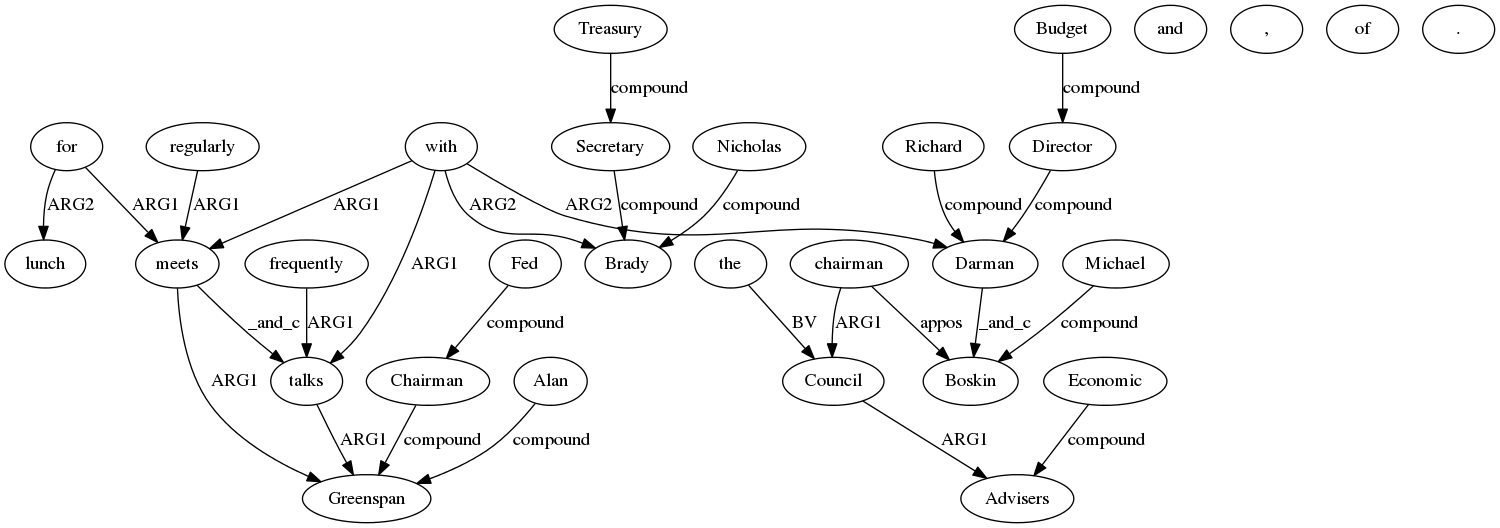 Treasury Budget and , of .
compound compound
for regularly with Secretary Nicholas Richard Director
ARG2 ARG1 ARG1 ARG1 ARG2 compound compound ARG2 compound compound
lunch meets frequently ARG1 Fed Brady the chairman Darman Michael
_and_c ARG1 compound BV ARG1 appos _and_c compound
ARG1 talks Chairman Alan Council Boskin Economic
ARG1 compound compound ARG1 compound
Greenspan Advisers